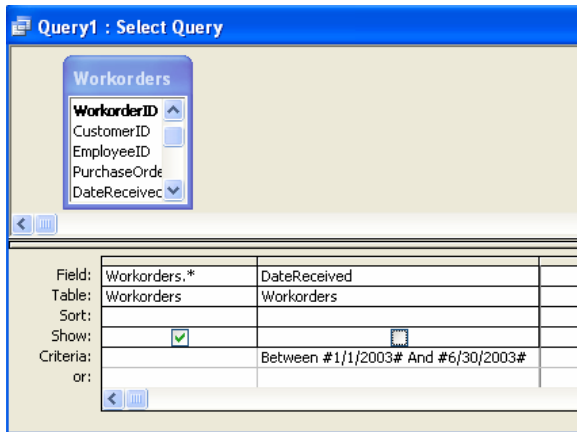 Query1 : Select Query
Workorders
WorkorderID
CustomerID
EmployeeID
PurchaseOrde
DateReceived
Field: Workorders.* DateReceived
Table: Workorders Workorders
Sort:
Show:
Criteria: Between #1/1/2003# And #6/30/2003#
or: